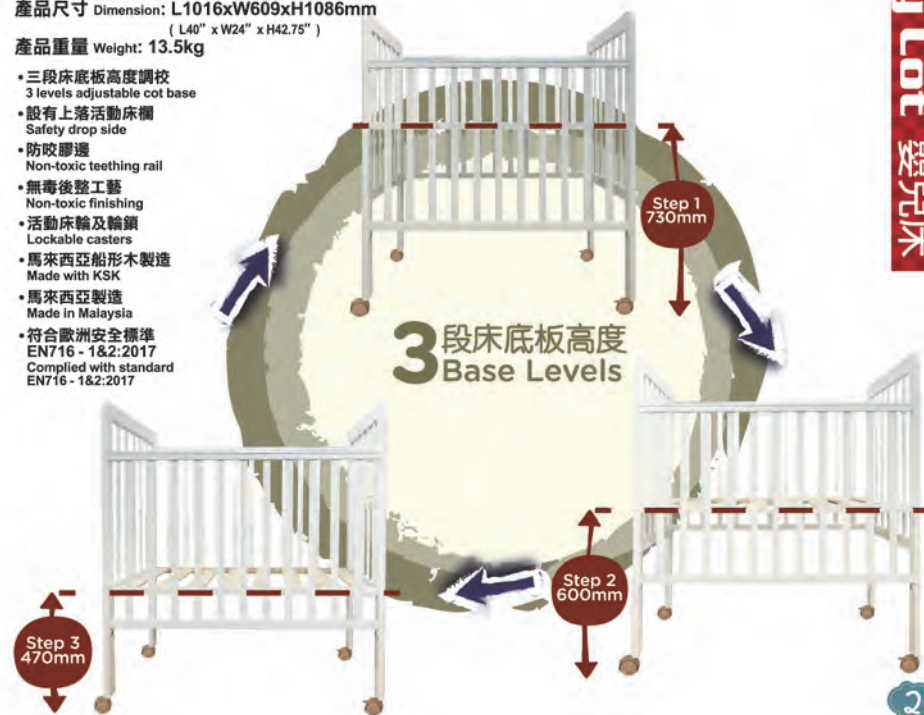 產品尺寸 Dimension: L1016xW609xH1086mm
( L40” x W24” x H42.75” )
產品重量 Weight: 13.5kg
•三段床底板高度調校
3 levels adjustable cot base
•設有上落活動床欄
Safety drop side
•防咬膠邊
Non-toxic teething rail
•無毒後整工藝
Non-toxic finishing
•活動床輪及輪鎖
Lockable casters
•馬來西亞船形木製造
Made with KSK
•馬來西亞製造
Made in Malaysia
•符合歐洲安全標準
EN716 - 1&2:2017
Complied with standard
EN716 - 1&2:2017
Step 1
730mm
3段床底板高度
Base Levels
Step 2
600mm
Step 3
470mm
y Cot 嬰兒床
2